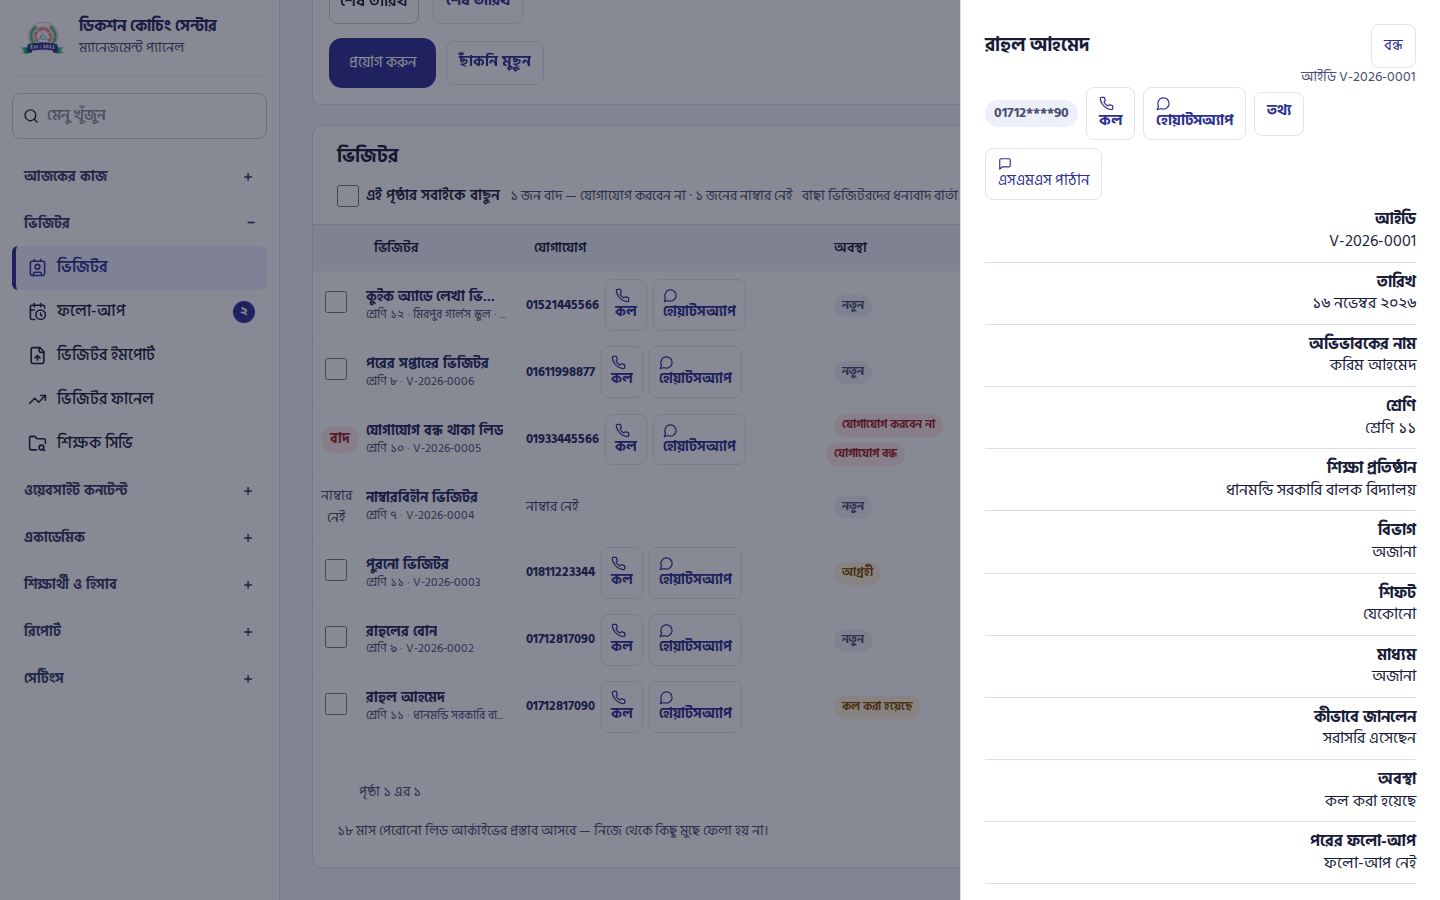 ডিকশন কোচিং সেন্টার
ম্যানেজমেন্ট প্যানেল
Est : 2011
মেনু খুঁজুন
আজকের কাজ +
ভিজিটর −
ভিজিটর
ফলো-আপ ২
ভিজিটর ইমপোর্ট
ভিজিটর ফানেল
শিক্ষক সিভি
ওয়েবসাইট কনটেন্ট +
একাডেমিক +
শিক্ষার্থী ও হিসাব +
রিপোর্ট +
সেটিংস +
শেষ তারিখ শেষ তারিখ
প্রয়োগ করুন ছাঁকনি মুছুন
ভিজিটর
এই পৃষ্ঠার সবাইকে বাছুন ১ জন বাদ — যোগাযোগ করবেন না · ১ জনের নাম্বার নেই বাছা ভিজিটরদের ধন্যবাদ বার্তা
ভিজিটর যোগাযোগ অবস্থা
কুইক অ্যাডে লেখা ভি...
শ্রেণি ১২ · মিরপুর গার্লস স্কুল · ...
01521445566 কল হোয়াটসঅ্যাপ নতুন
পরের সপ্তাহের ভিজিটর
শ্রেণি ৮ · V-2026-0006
01611998877 কল হোয়াটসঅ্যাপ নতুন
বাদ
যোগাযোগ বন্ধ থাকা লিড
শ্রেণি ১০ · V-2026-0005
01933445566 কল হোয়াটসঅ্যাপ
যোগাযোগ করবেন না
যোগাযোগ বন্ধ
নাম্বার নেই
নাম্বারবিহীন ভিজিটর
শ্রেণি ৭ · V-2026-0004
নাম্বার নেই নতুন
পুরনো ভিজিটর
শ্রেণি ১১ · V-2026-0003
01811223344 কল হোয়াটসঅ্যাপ আগ্রহী
রাহুলের বোন
শ্রেণি ৯ · V-2026-0002
01712817090 কল হোয়াটসঅ্যাপ নতুন
রাহুল আহমেদ
শ্রেণি ১১ · ধানমন্ডি সরকারি বা...
01712817090 কল হোয়াটসঅ্যাপ কল করা হয়েছে
পৃষ্ঠা ১ এর ১
১৮ মাস পেরোনো লিড আর্কাইভের প্রস্তাব আসবে — নিজে থেকে কিছু মুছে ফেলা হয় না।
রাহুল আহমেদ
বন্ধ
আইডি V-2026-0001
01712****90 কল হোয়াটসঅ্যাপ তথ্য
এসএমএস পাঠান
আইডি
V-2026-0001
তারিখ
১৬ নভেম্বর ২০২৬
অভিভাবকের নাম
করিম আহমেদ
শ্রেণি
শ্রেণি ১১
শিক্ষা প্রতিষ্ঠান
ধানমন্ডি সরকারি বালক বিদ্যালয়
বিভাগ
অজানা
শিফট
যেকোনো
মাধ্যম
অজানা
কীভাবে জানলেন
সরাসরি এসেছেন
অবস্থা
কল করা হয়েছে
পরের ফলো-আপ
ফলো-আপ নেই